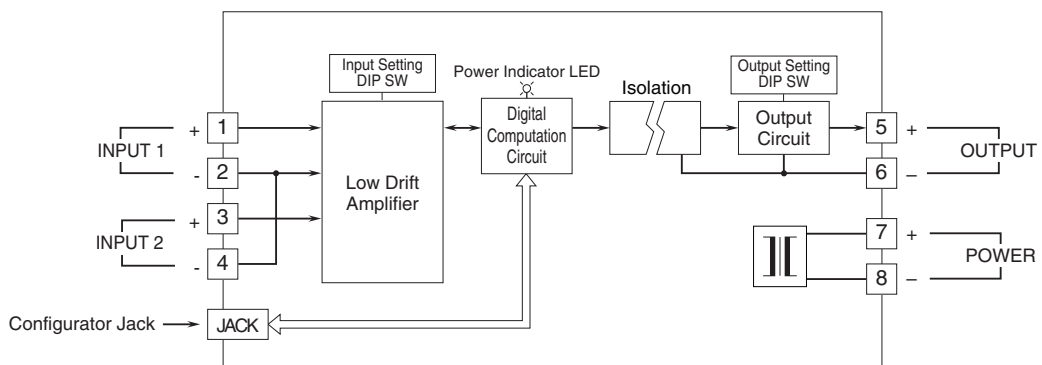 Input Setting
DIP SW
Power Indicator LED
Isolation
Output Setting
DIP SW
INPUT 1
+ 1
- 2
INPUT 2
+ 3
- 4
Low Drift
Amplifier
Digital
Computation
Circuit
Output
Circuit
5 +
6 –
OUTPUT
7 +
8 –
POWER
Configurator Jack
JACK